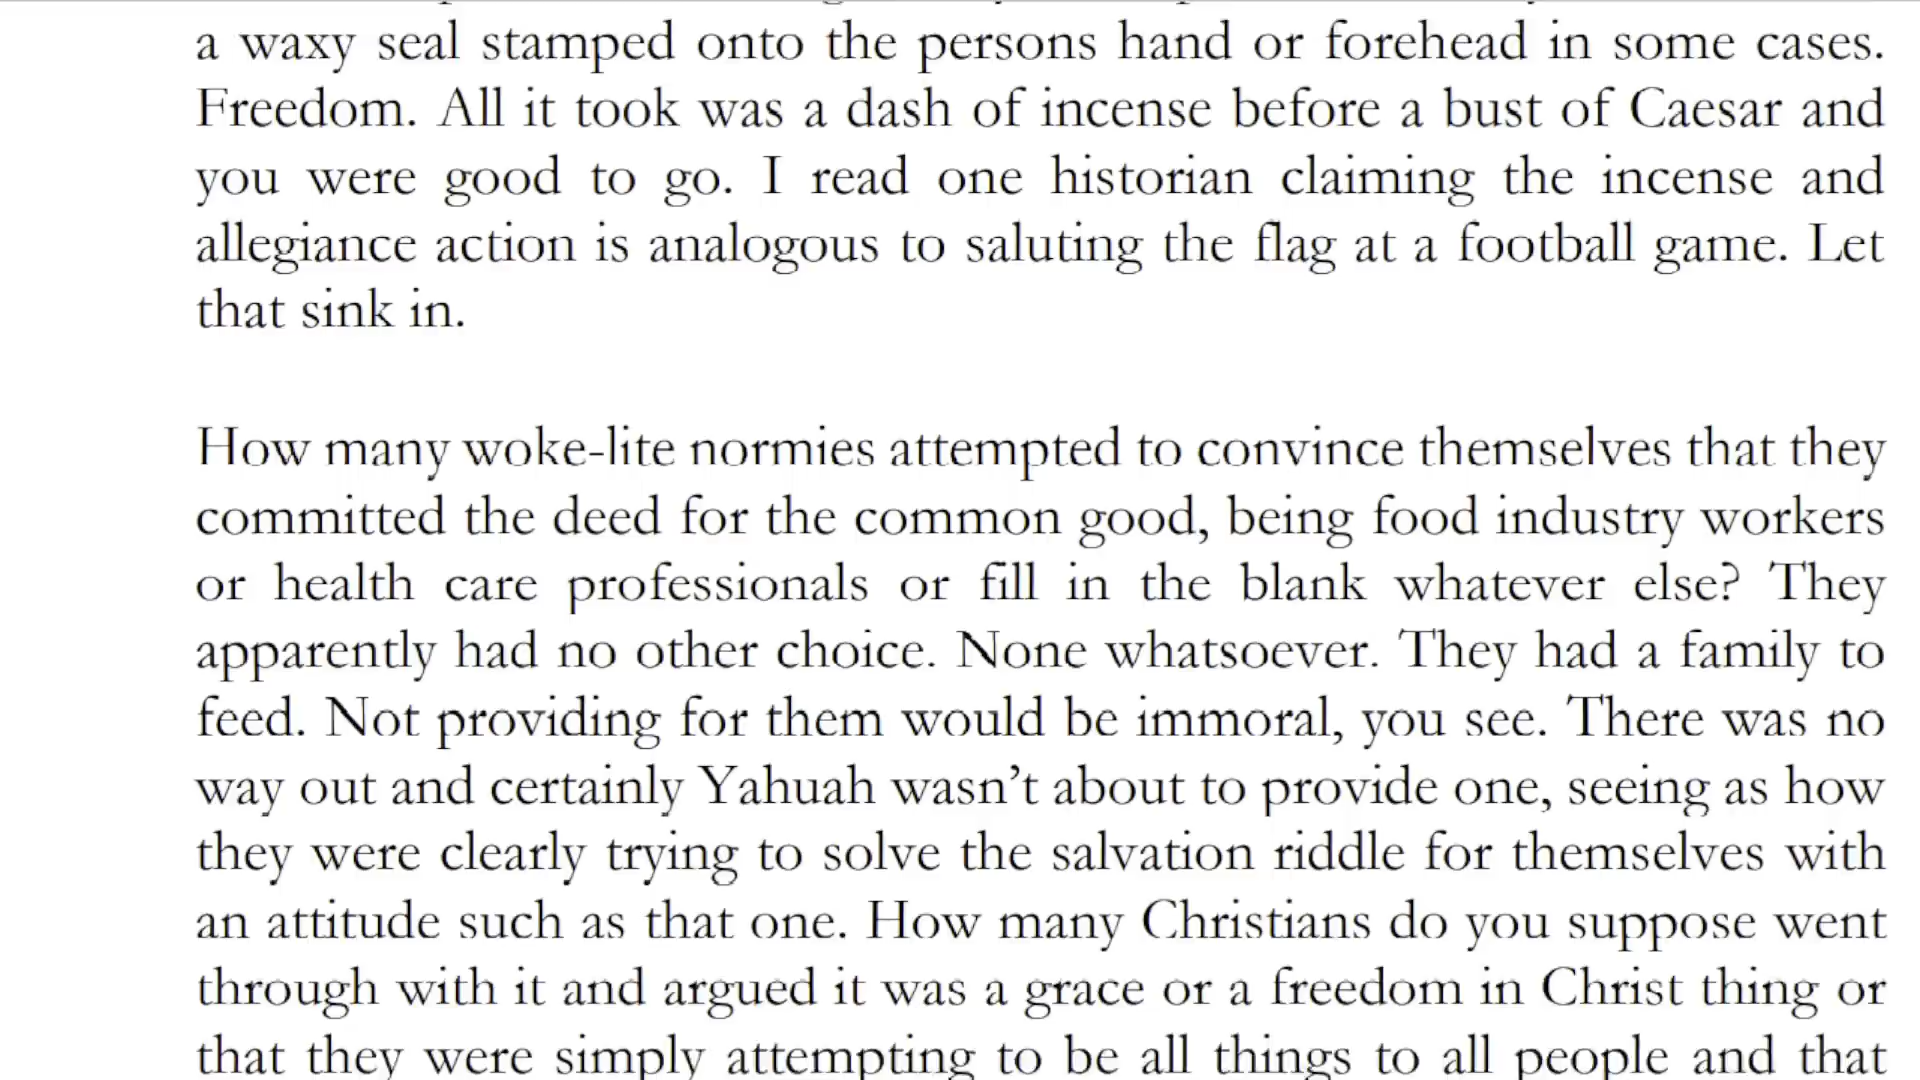 a waxy seal stamped onto the persons hand or forehead in some cases.
Freedom. All it took was a dash of incense before a bust of Caesar and
you were good to go. I read one historian claiming the incense and
allegiance action is analogous to saluting the flag at a football game. Let
that sink in.
How many woke-lite normies attempted to convince themselves that they
committed the deed for the common good, being food industry workers
or health care professionals or fill in the blank whatever else? They
apparently had no other choice. None whatsoever. They had a family to
feed. Not providing for them would be immoral, you see. There was no
way out and certainly Yahuah wasn’t about to provide one, seeing as how
they were clearly trying to solve the salvation riddle for themselves with
an attitude such as that one. How many Christians do you suppose went
through with it and argued it was a grace or a freedom in Christ thing or
that they were simply attempting to be all things to all people and that